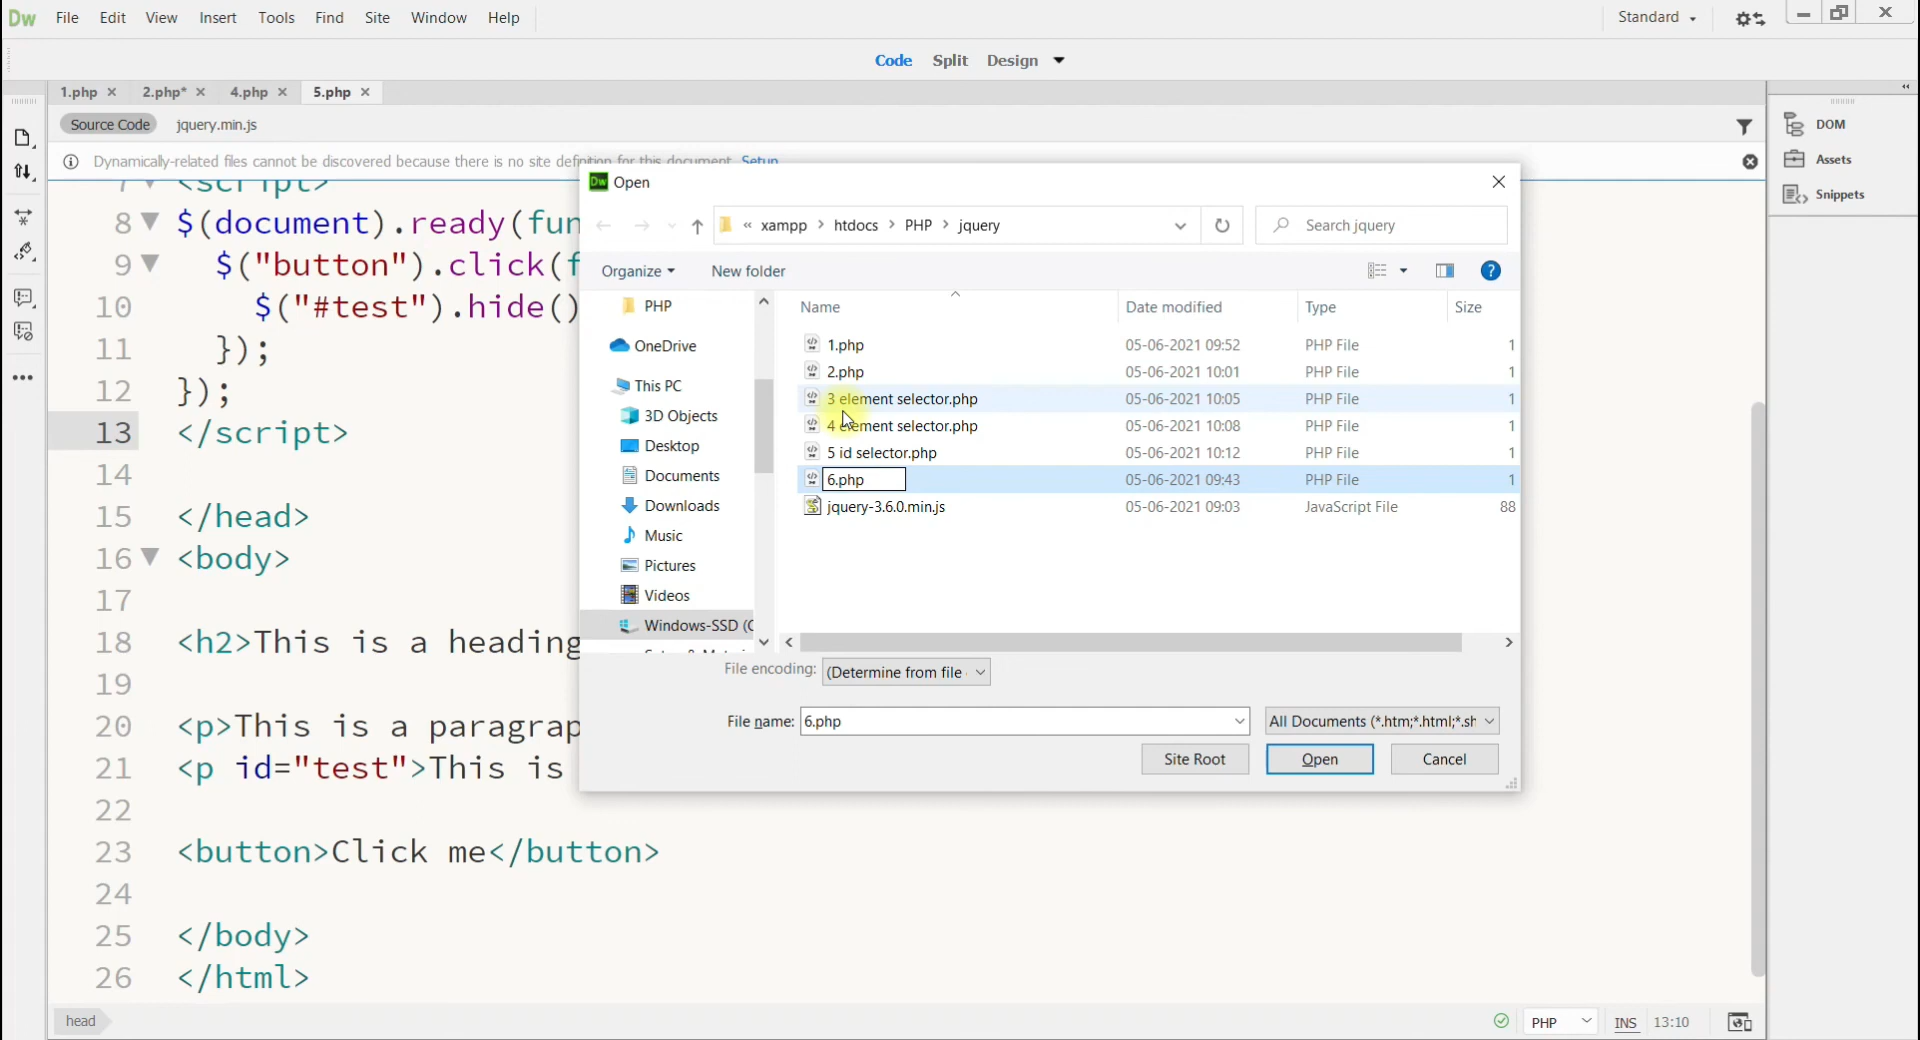 Dw File Edit View Insert Tools Find Site Window Help Standard
Code Split Design
1.php 2.php* 4.php 5.php
Source Code jquery.min.js
Dynamically-related files cannot be discovered because there is no site definition for this document. Setup
7 <script>
8 $(document).ready(fun
9 $("button").click(f
10 $("#test").hide()
11 });
12 });
13 </script>
14
15 </head>
16 <body>
17
18 <h2>This is a heading
19
20 <p>This is a paragrap
21 <p id="test">This is
22
23 <button>Click me</button>
24
25 </body>
26 </html>
Dw Open
« xampp > htdocs > PHP > jquery Search jquery
Organize New folder
PHP
OneDrive
This PC
3D Objects
Desktop
Documents
Downloads
Music
Pictures
Videos
Windows-SSD (C
Name Date modified Type Size
1.php 05-06-2021 09:52 PHP File 1
2.php 05-06-2021 10:01 PHP File 1
3 element selector.php 05-06-2021 10:05 PHP File 1
4 element selector.php 05-06-2021 10:08 PHP File 1
5 id selector.php 05-06-2021 10:12 PHP File 1
6.php 05-06-2021 09:43 PHP File 1
jquery-3.6.0.min.js 05-06-2021 09:03 JavaScript File 88
File encoding: (Determine from file
File name: 6.php All Documents (*.htm;*.html;*.sh
Site Root Open Cancel
DOM
Assets
Snippets
head PHP INS 13:10